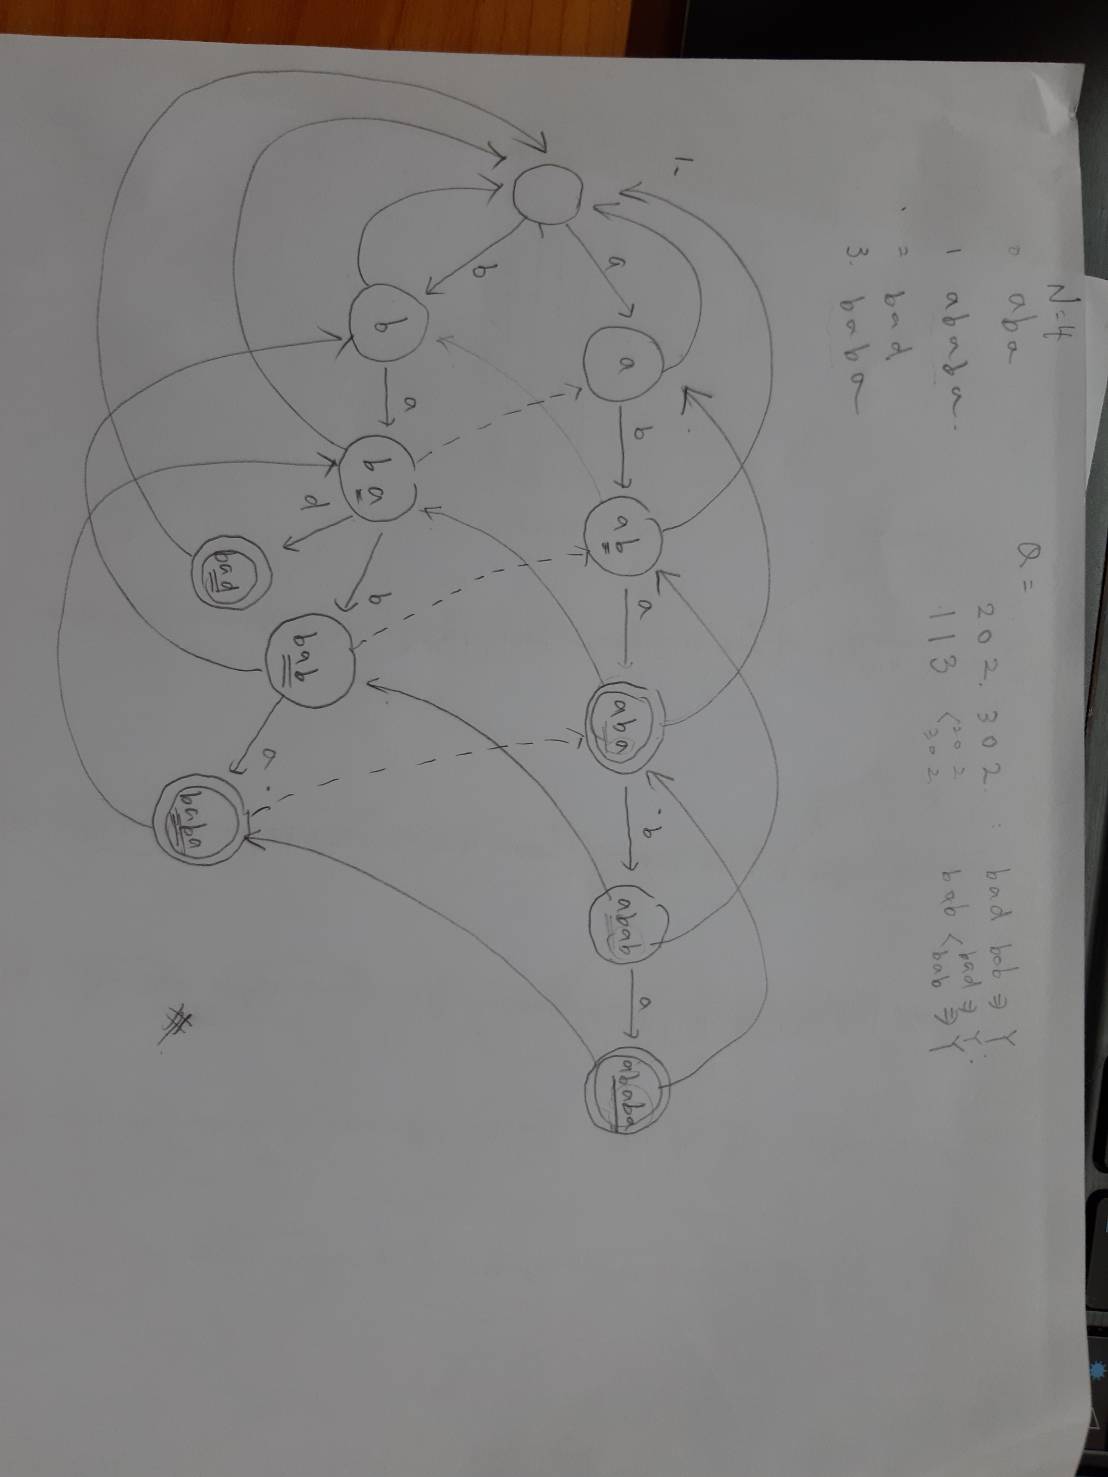 N=4
0 aba
1 ababa.
= bad
3. baba
Q =
202. 302. : bad bab ⇒ Y
113 < 202 bab < bad ⇒ Y.
302. bab ⇒ Y
1.
a
b
a
b
a
b
a
ab
aba
abab
ababa
b
a
b
a
b
ba
d
bad
bab
a
baba